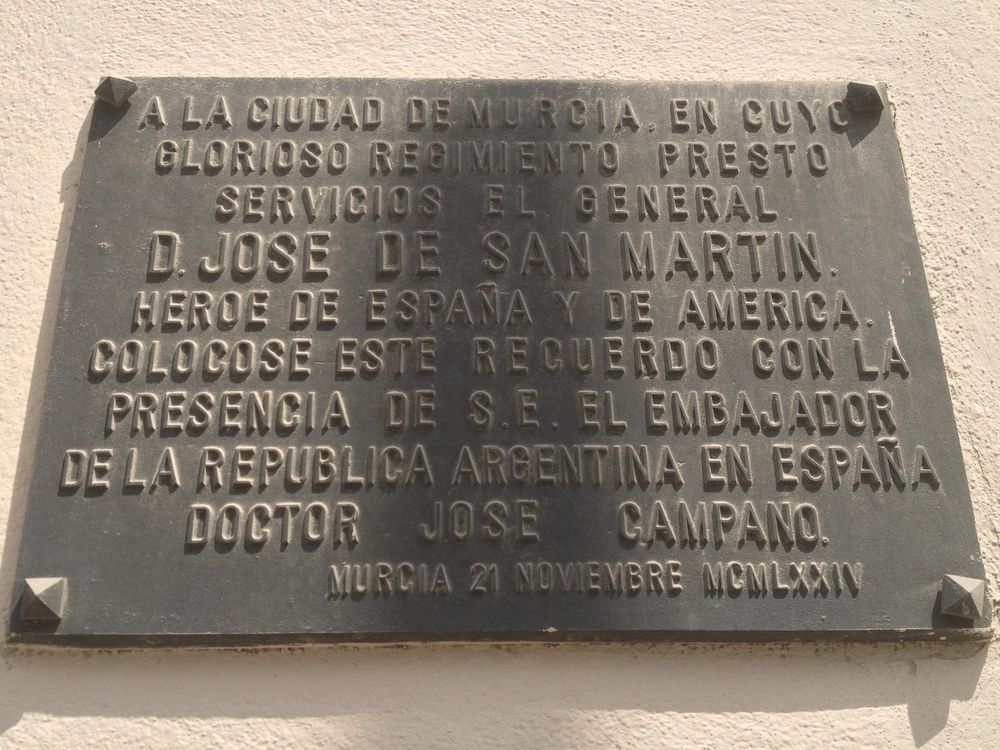 A LA CIUDAD DE MURCIA, EN CUYO
GLORIOSO REGIMIENTO PRESTO
SERVICIOS EL GENERAL
D. JOSE DE SAN MARTIN.
HEROE DE ESPAÑA Y DE AMERICA.
COLOCOSE ESTE RECUERDO CON LA
PRESENCIA DE S.E. EL EMBAJADOR
DE LA REPUBLICA ARGENTINA EN ESPAÑA
DOCTOR JOSE CAMPANO.
MURCIA 21 NOVIEMBRE MCMLXXIV